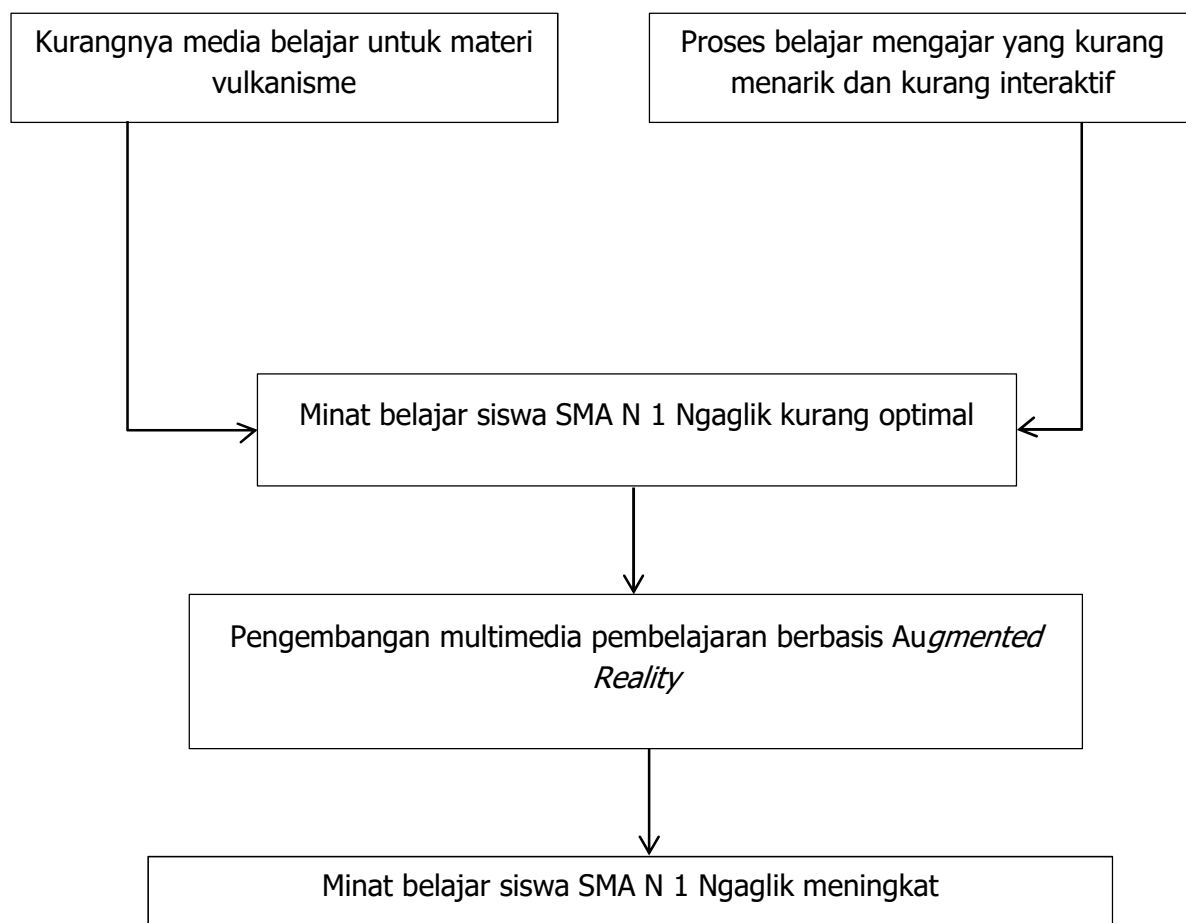 Kurangnya media belajar untuk materi
vulkanisme
Proses belajar mengajar yang kurang
menarik dan kurang interaktif
Minat belajar siswa SMA N 1 Ngaglik kurang optimal
Pengembangan multimedia pembelajaran berbasis Augmented
Reality
Minat belajar siswa SMA N 1 Ngaglik meningkat